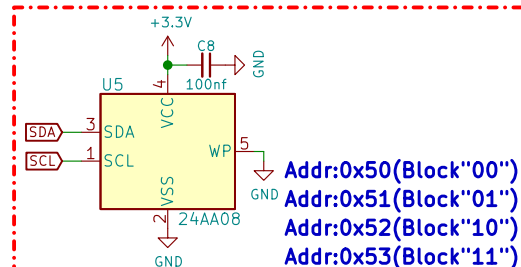 +3.3V
C8
GND
100nf
U5
4
VCC
SDA
3
SDA
SCL
1
SCL
WP
5
VSS
2
24AA08
GND
GND
Addr:0x50(Block"00")
Addr:0x51(Block"01")
Addr:0x52(Block"10")
Addr:0x53(Block"11")